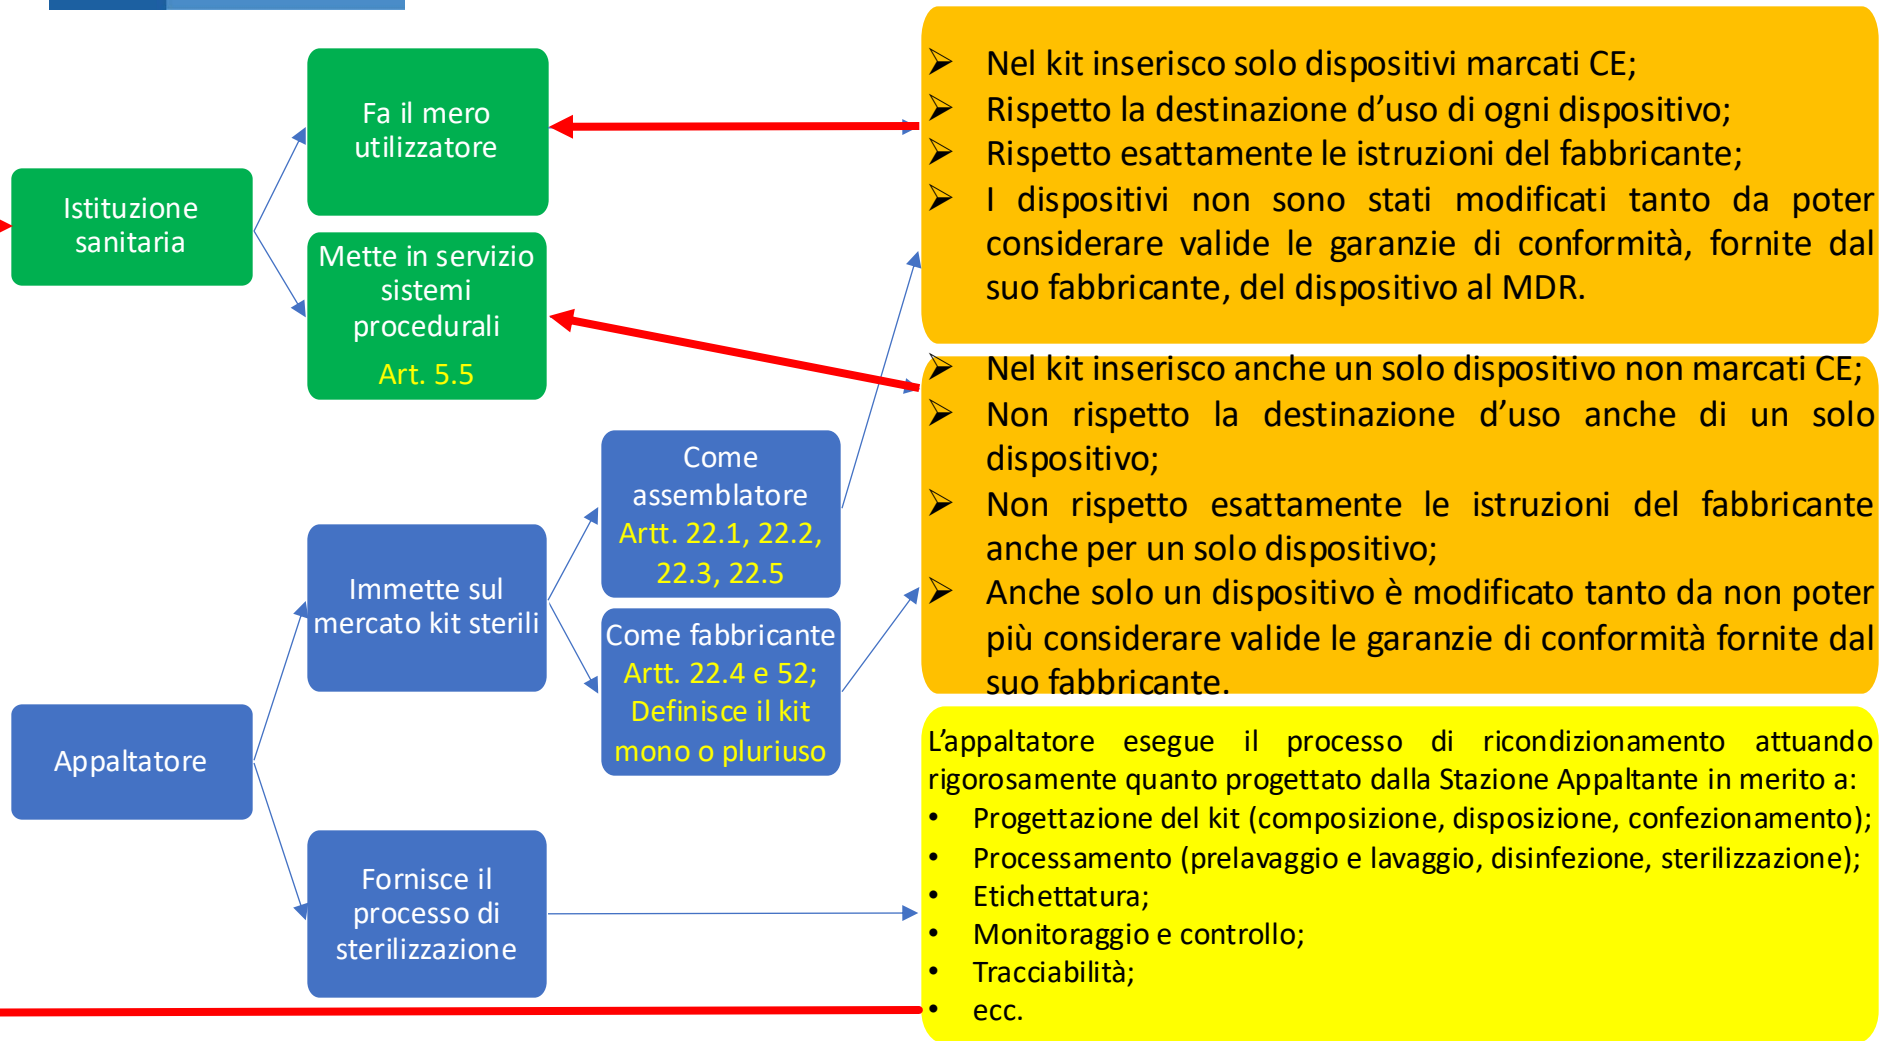 Istituzione
sanitaria
Fa il mero
utilizzatore
Mette in servizio
sistemi
procedurali
Art. 5.5
Appaltatore
Immette sul
mercato kit sterili
Come
assemblatore
Artt. 22.1, 22.2,
22.3, 22.5
Come fabbricante
Artt. 22.4 e 52;
Definisce il kit
mono o pluriuso
Fornisce il
processo di
sterilizzazione
➢ Nel kit inserisco solo dispositivi marcati CE;
➢ Rispetto la destinazione d’uso di ogni dispositivo;
➢ Rispetto esattamente le istruzioni del fabbricante;
➢ I dispositivi non sono stati modificati tanto da poter
considerare valide le garanzie di conformità, fornite dal
suo fabbricante, del dispositivo al MDR.
➢ Nel kit inserisco anche un solo dispositivo non marcati CE;
➢ Non rispetto la destinazione d’uso anche di un solo
dispositivo;
➢ Non rispetto esattamente le istruzioni del fabbricante
anche per un solo dispositivo;
➢ Anche solo un dispositivo è modificato tanto da non poter
più considerare valide le garanzie di conformità fornite dal
suo fabbricante.
L’appaltatore esegue il processo di ricondizionamento attuando
rigorosamente quanto progettato dalla Stazione Appaltante in merito a:
• Progettazione del kit (composizione, disposizione, confezionamento);
• Processamento (prelavaggio e lavaggio, disinfezione, sterilizzazione);
• Etichettatura;
• Monitoraggio e controllo;
• Tracciabilità;
• ecc.